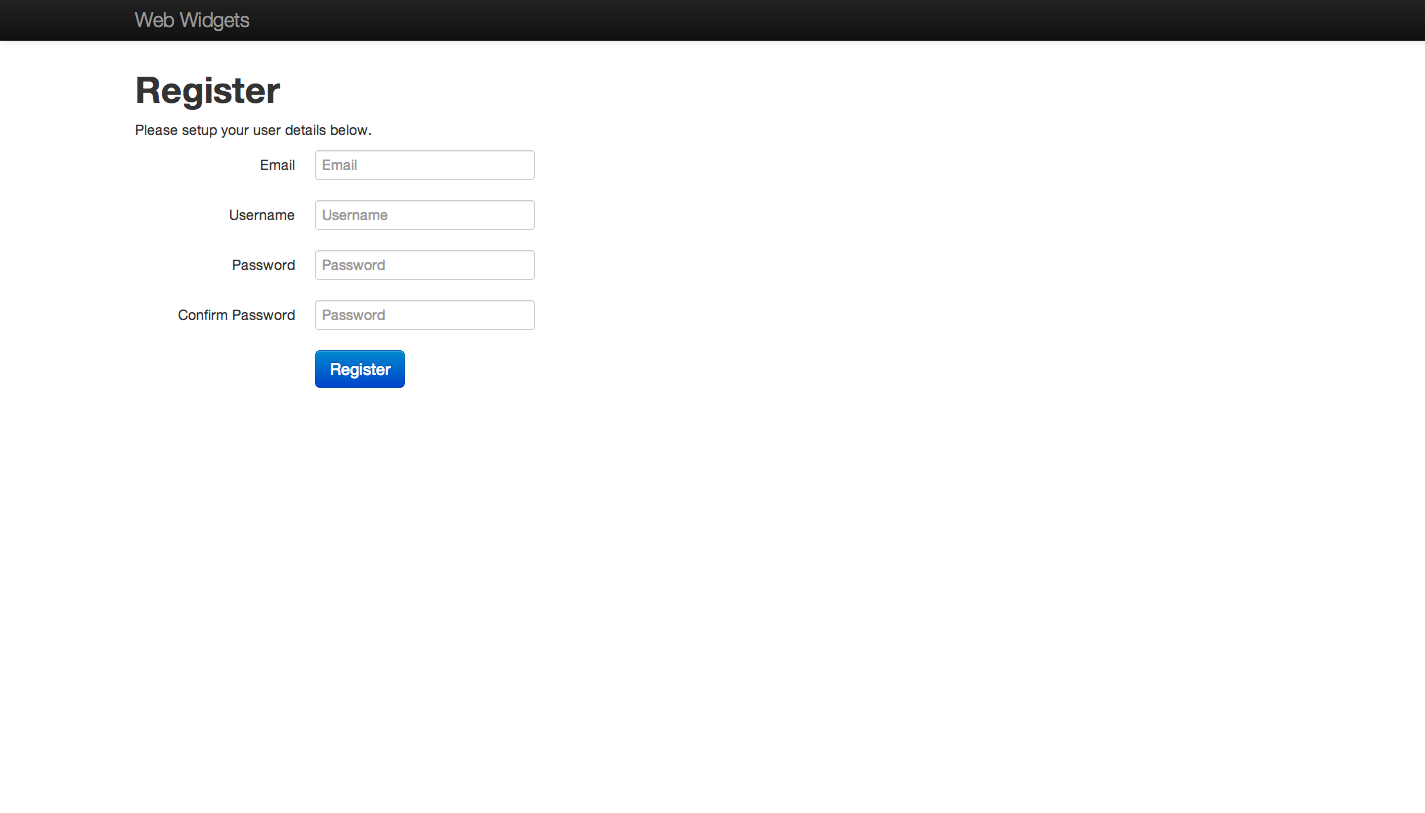 Web Widgets
Register
Please setup your user details below.
Email Email
Username Username
Password Password
Confirm Password Password
Register